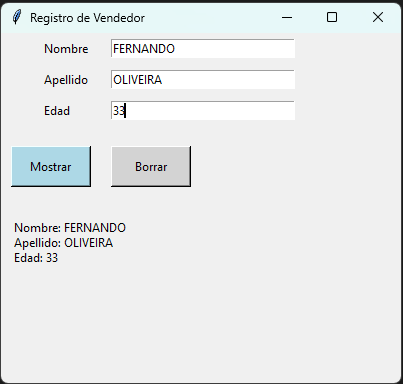 Registro de Vendedor
Nombre FERNANDO
Apellido OLIVEIRA
Edad 33
Mostrar Borrar
Nombre: FERNANDO
Apellido: OLIVEIRA
Edad: 33